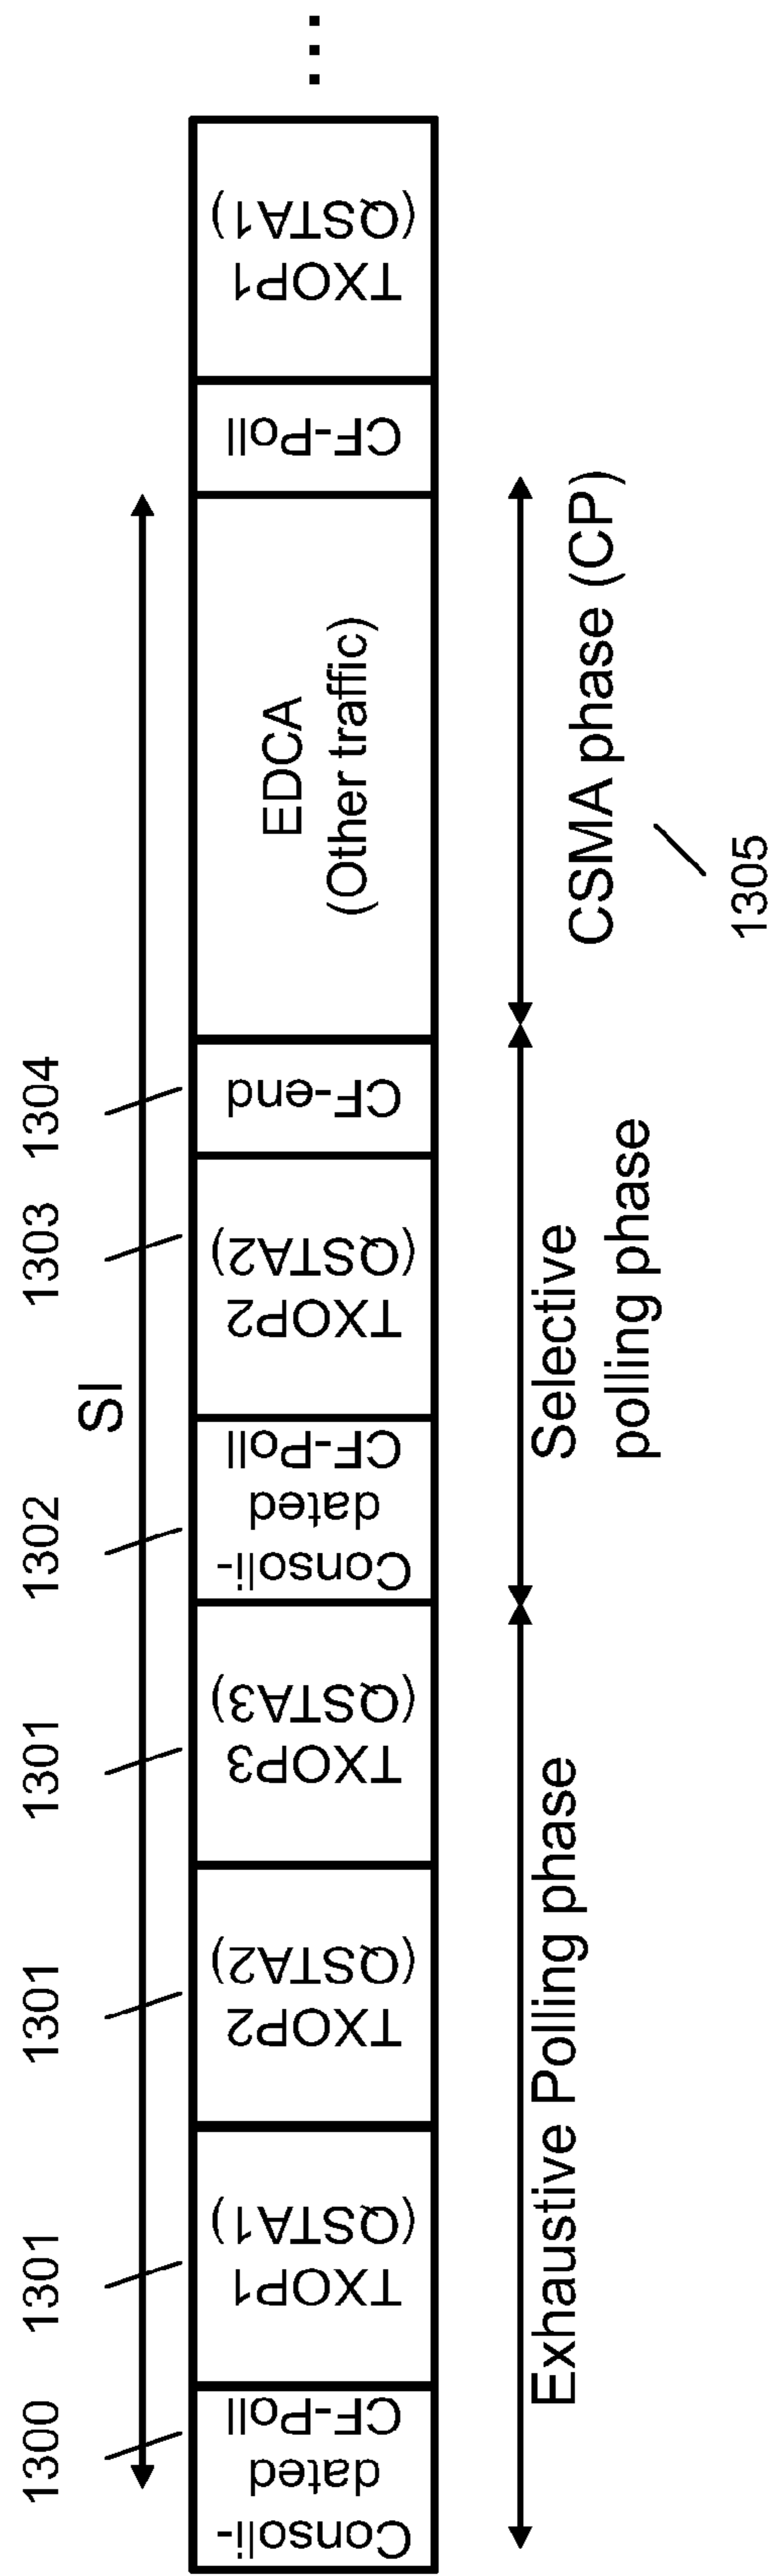 1300
1301
1301
1301
1302
1303
1304
SI
Consoli-
dated
CF-Poll
TXOP1
(QSTA1)
TXOP2
(QSTA2)
TXOP3
(QSTA3)
Consoli-
dated
CF-Poll
TXOP2
(QSTA2)
CF-end
EDCA
(Other traffic)
CF-Poll
TXOP1
(QSTA1)
...
Exhaustive Polling phase
Selective
polling phase
CSMA phase (CP)
1305